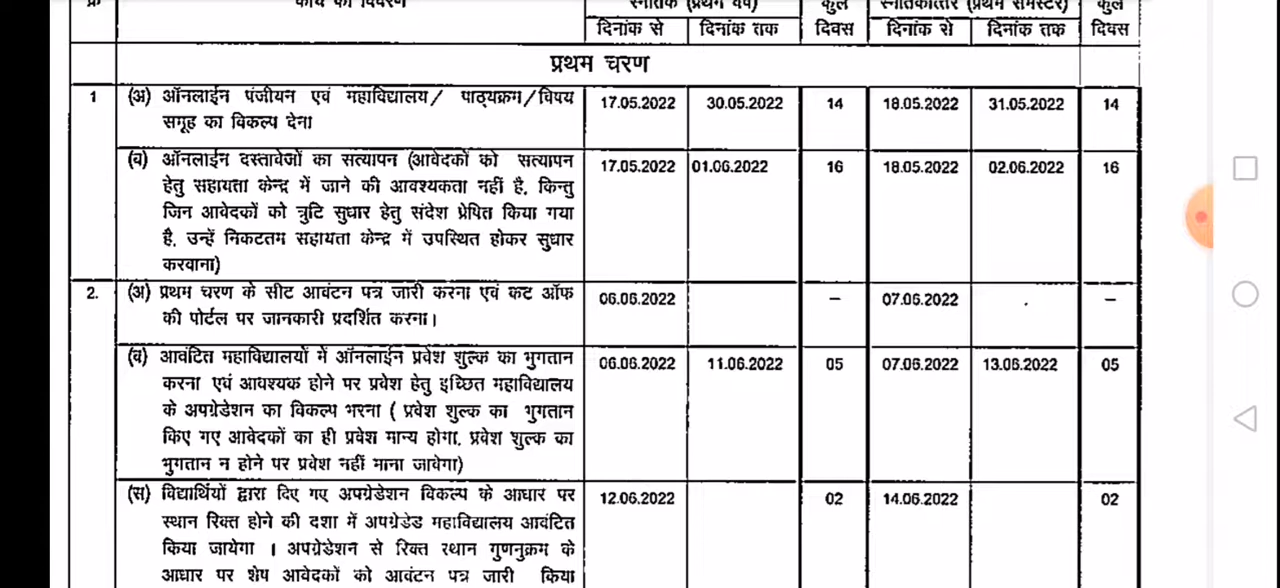 क्र कार्य का विवरण स्नातक (प्रथम वर्ष) कुल स्नातकोत्तर (प्रथम समेस्टर) कुल
दिनांक से दिनांक तक दिवस दिनांक से दिनांक तक दिवस
प्रथम चरण
1 (अ) ऑनलाईन पंजीयन एवं महाविद्यालय/ पाठ्यक्रम/विषय 17.05.2022 30.05.2022 14 18.05.2022 31.05.2022 14
समूह का विकल्प देना
(ब) ऑनलाईन दस्तावेजों का सत्यापन (आवेदकों को सत्यापन 17.05.2022 01.06.2022 16 18.05.2022 02.06.2022 16
हेतु सहायता केन्द्र में जाने की आवश्यकता नहीं है, किन्तु
जिन आवेदकों को त्रुटि सुधार हेतु संदेश प्रेषित किया गया
है, उन्हें निकटतम सहायता केन्द्र में उपस्थित होकर सुधार
करवाना)
2. (अ) प्रथम चरण के सीट आवंटन पत्र जारी करना एवं कट ऑफ 06.06.2022 – 07.06.2022 –
की पोर्टल पर जानकारी प्रदर्शित करना।
(ब) आवंटित महाविद्यालयों में ऑनलाईन प्रवेश शुल्क का भुगतान 06.06.2022 11.06.2022 05 07.06.2022 13.06.2022 05
करना एवं आवश्यक होने पर प्रवेश हेतु इच्छित महाविद्यालय
के अपग्रेडेशन का विकल्प भरना ( प्रवेश शुल्क का भुगतान
किए गए आवेदकों का ही प्रवेश मान्य होगा, प्रवेश शुल्क का
भुगतान न होने पर प्रवेश नहीं माना जावेगा)
(स) विद्यार्थियों द्वारा दिए गए अपग्रेडेशन विकल्प के आधार पर 12.06.2022 02 14.06.2022 02
स्थान रिक्त होने की दशा में अपग्रेडेड महाविद्यालय आवंटित
किया जायेगा । अपग्रेडेशन से रिक्त स्थान गुणनुक्रम के
आधार पर शेष आवेदकों को आवंटन पत्र जारी किया